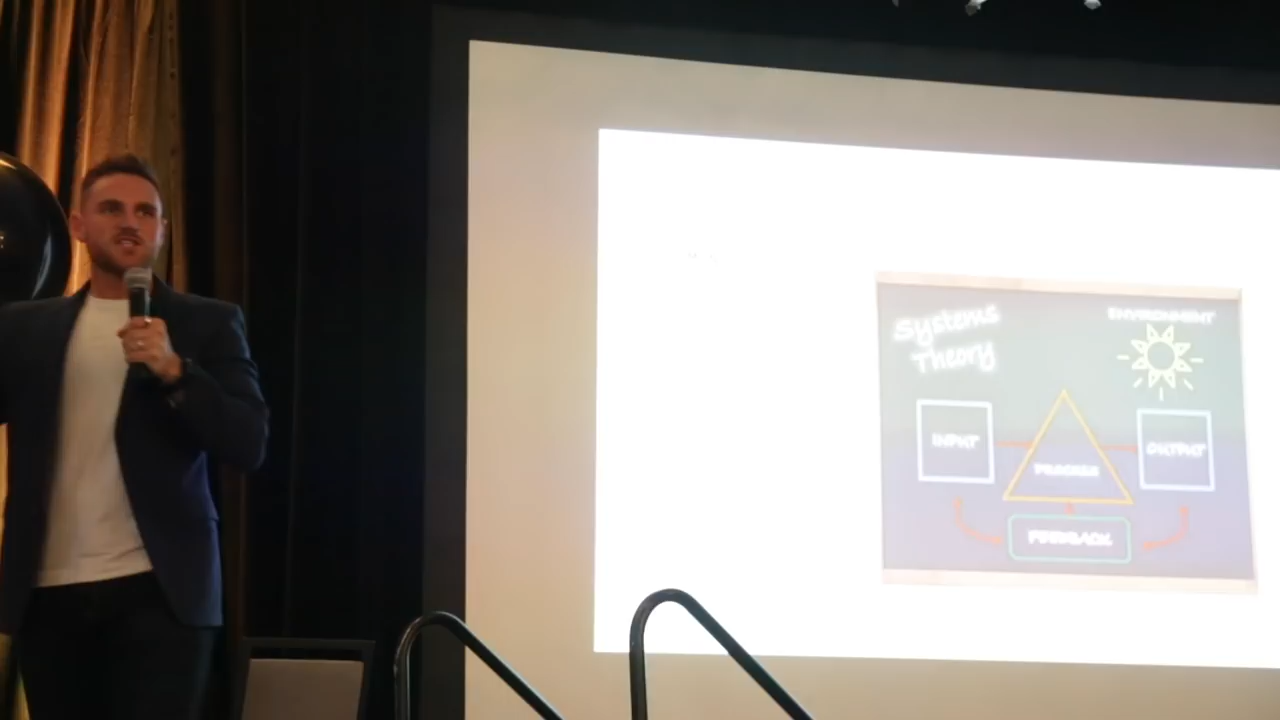 Systems
Theory
ENVIRONMENT
INPUT
PROCESS
OUTPUT
FEEDBACK